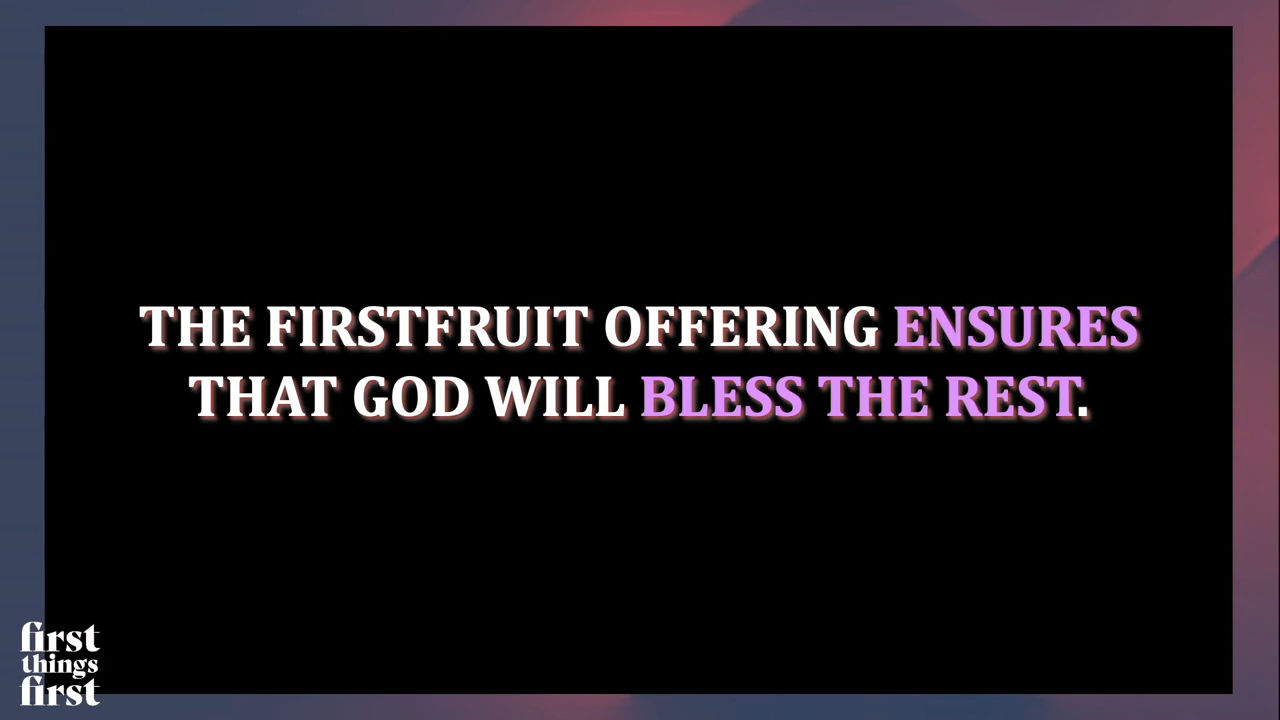 THE FIRSTFRUIT OFFERING ENSURES
THAT GOD WILL BLESS THE REST.
first
things
first